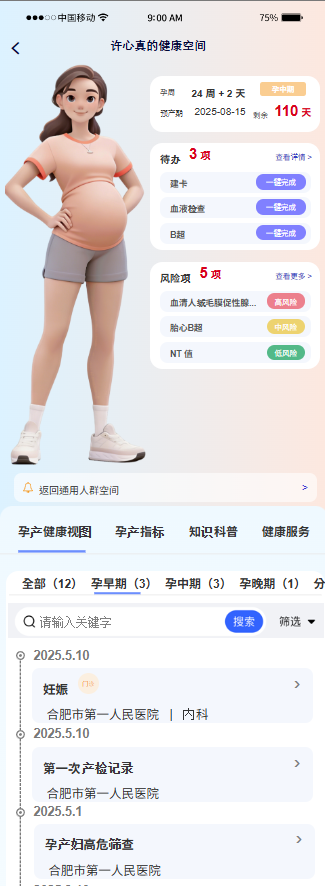 中国移动 9:00 AM 75%
许心真的健康空间
孕周 24 周 + 2 天 孕中期
预产期 2025-08-15 剩余 110 天
待办 3 项 查看详情 >
建卡 一键完成
血液检查 一键完成
B超 一键完成
风险项 5 项 查看更多 >
血清人绒毛膜促性腺... 高风险
胎心B超 中风险
NT 值 低风险
返回通用人群空间 >
孕产健康视图 孕产指标 知识科普 健康服务
全部（12） 孕早期（3） 孕中期（3） 孕晚期（1） 分
请输入关键字 搜索 筛选
2025.5.10
妊娠 门诊
合肥市第一人民医院 | 内科
2025.5.10
第一次产检记录
合肥市第一人民医院
2025.5.1
孕产妇高危筛查
合肥市第一人民医院